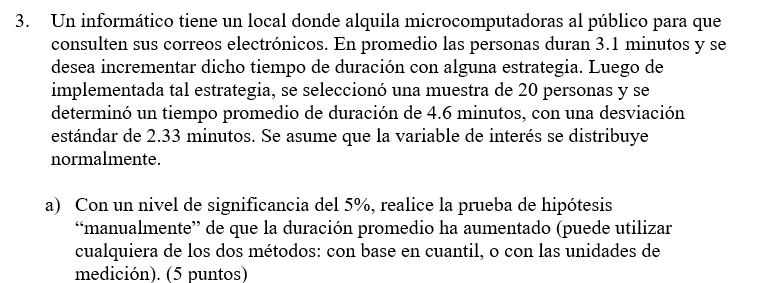 3. Un informático tiene un local donde alquila microcomputadoras al público para que
consulten sus correos electrónicos. En promedio las personas duran 3.1 minutos y se
desea incrementar dicho tiempo de duración con alguna estrategia. Luego de
implementada tal estrategia, se seleccionó una muestra de 20 personas y se
determinó un tiempo promedio de duración de 4.6 minutos, con una desviación
estándar de 2.33 minutos. Se asume que la variable de interés se distribuye
normalmente.
a) Con un nivel de significancia del 5%, realice la prueba de hipótesis
“manualmente” de que la duración promedio ha aumentado (puede utilizar
cualquiera de los dos métodos: con base en cuantil, o con las unidades de
medición). (5 puntos)